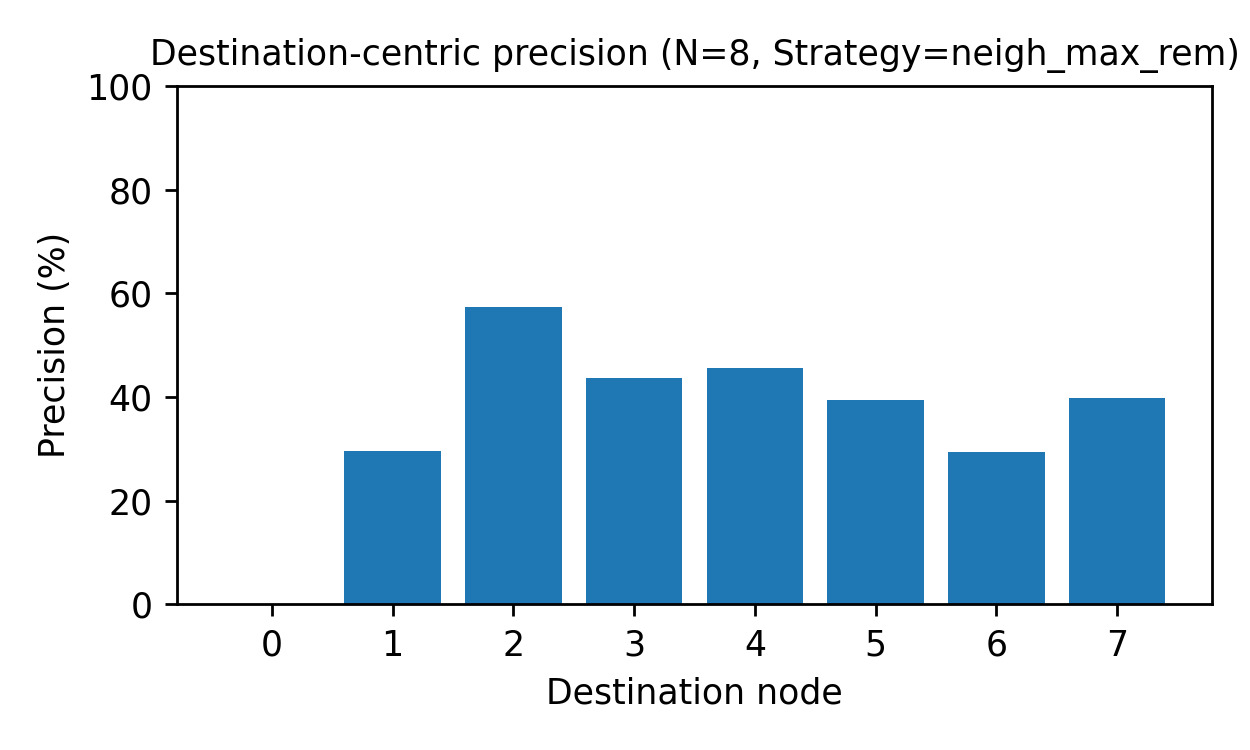 Destination-centric precision (N=8, Strategy=neigh_max_rem)
100
80
60
40
20
0
Precision (%)
0 1 2 3 4 5 6 7
Destination node